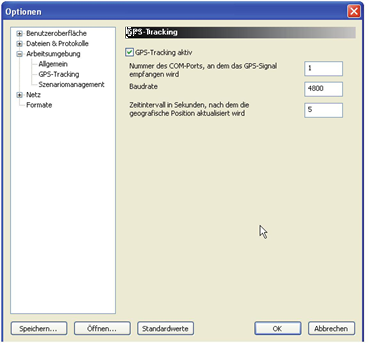 Optionen
Benutzeroberfläche
Dateien & Protokolle
Arbeitsumgebung
Allgemein
GPS-Tracking
Szenariomanagement
Netz
Formate
GPS-Tracking
GPS-Tracking aktiv
Nummer des COM-Ports, an dem das GPS-Signal
empfangen wird
1
Baudrate
4800
Zeitintervall in Sekunden, nach dem die
geografische Position aktualisiert wird
5
Speichern...
Öffnen...
Standardwerte
OK
Abbrechen